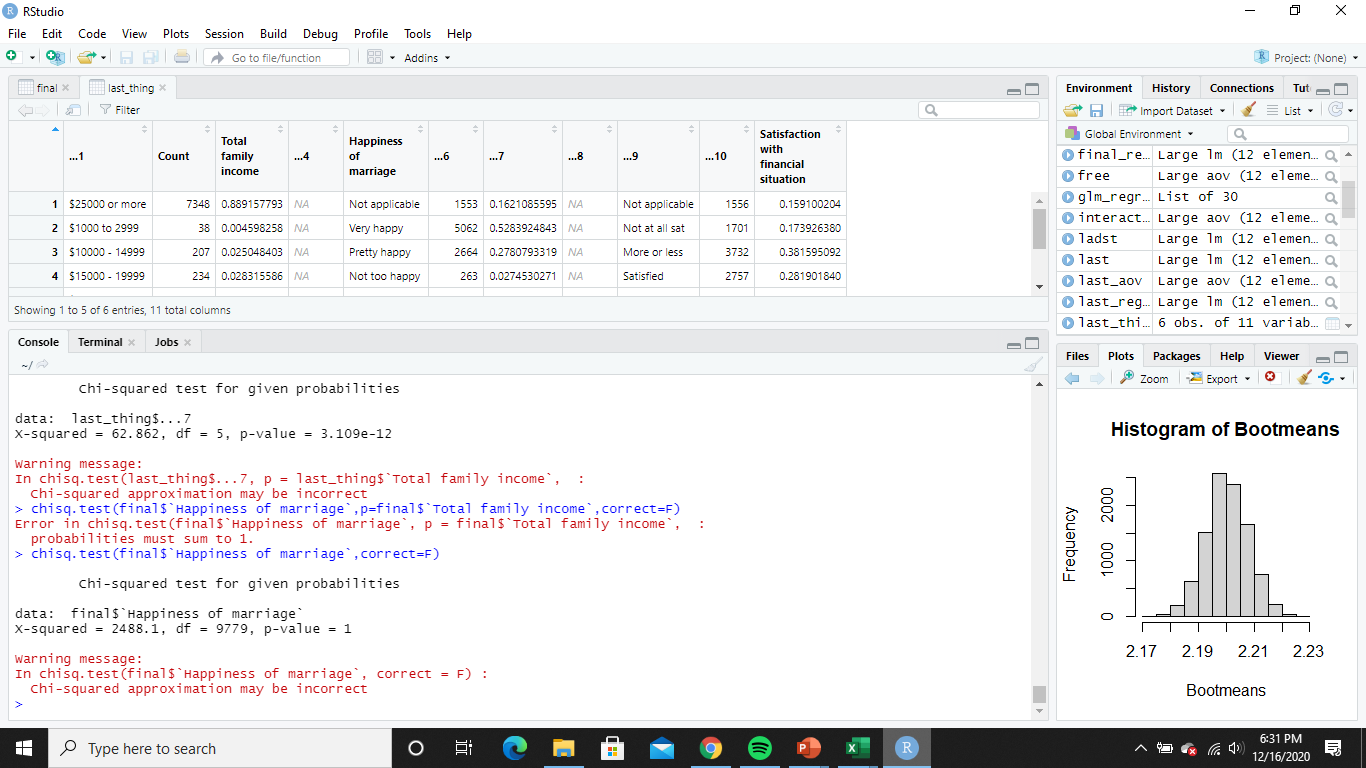 RStudio
File Edit Code View Plots Session Build Debug Profile Tools Help
Go to file/function Addins Project: (None)
final last_thing
Filter
...1 Count Total family income ...4 Happiness of marriage ...6 ...7 ...8 ...9 ...10 Satisfaction with financial situation
1 $25000 or more 7348 0.889157793 NA Not applicable 1553 0.1621085595 NA Not applicable 1556 0.159100204
2 $1000 to 2999 38 0.004598258 NA Very happy 5062 0.5283924843 NA Not at all sat 1701 0.173926380
3 $10000 - 14999 207 0.025048403 NA Pretty happy 2664 0.2780793319 NA More or less 3732 0.381595092
4 $15000 - 19999 234 0.028315586 NA Not too happy 263 0.0274530271 NA Satisfied 2757 0.281901840
Showing 1 to 5 of 6 entries, 11 total columns
Console Terminal Jobs
~/
Chi-squared test for given probabilities
data: last_thing$...7
X-squared = 62.862, df = 5, p-value = 3.109e-12
Warning message:
In chisq.test(last_thing$...7, p = last_thing$`Total family income`, :
Chi-squared approximation may be incorrect
> chisq.test(final$`Happiness of marriage`,p=final$`Total family income`,correct=F)
Error in chisq.test(final$`Happiness of marriage`, p = final$`Total family income`, :
probabilities must sum to 1.
> chisq.test(final$`Happiness of marriage`,correct=F)
Chi-squared test for given probabilities
data: final$`Happiness of marriage`
X-squared = 2488.1, df = 9779, p-value = 1
Warning message:
In chisq.test(final$`Happiness of marriage`, correct = F) :
Chi-squared approximation may be incorrect
>
Environment History Connections Tut
Import Dataset List
Global Environment
final_re... Large lm (12 elemen...
free Large aov (12 eleme...
glm_regr... List of 30
interact... Large aov (12 eleme...
ladst Large lm (12 elemen...
last Large lm (12 elemen...
last_aov Large aov (12 eleme...
last_reg... Large lm (12 elemen...
last_thi... 6 obs. of 11 variab...
Files Plots Packages Help Viewer
Zoom Export
Histogram of Bootmeans
Frequency
0 1000 2000
2.17 2.19 2.21 2.23
Bootmeans
Type here to search
6:31 PM
12/16/2020